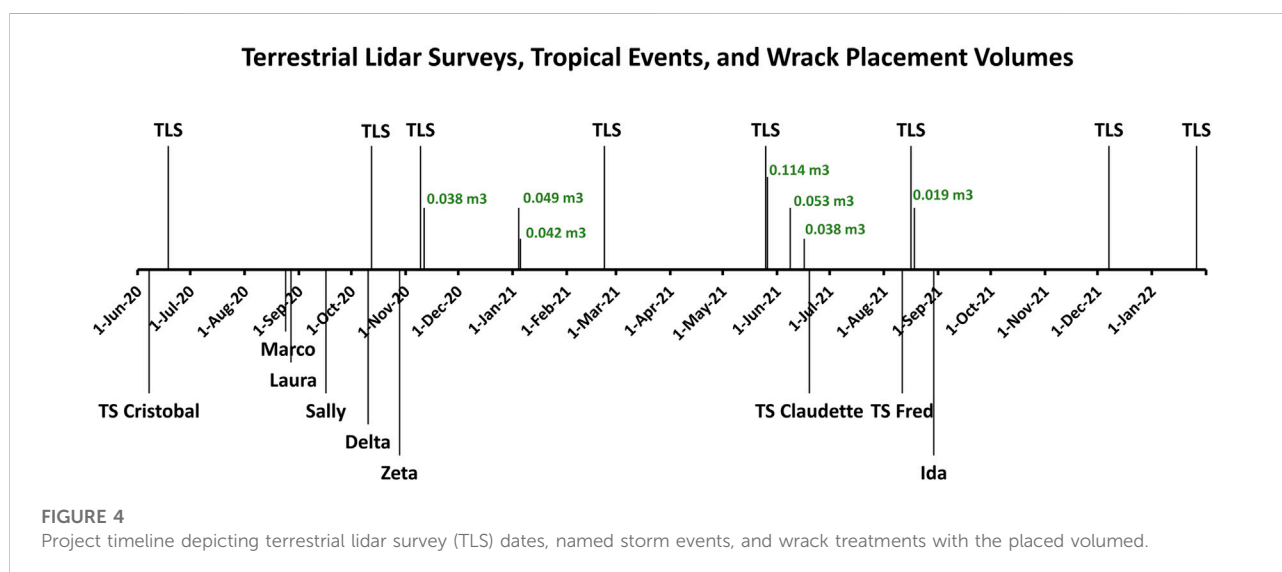 Terrestrial Lidar Surveys, Tropical Events, and Wrack Placement Volumes
TLS
TLS
TLS
TLS
TLS
TLS
TLS
TLS
0.114 m3
0.038 m3
0.049 m3
0.053 m3
0.019 m3
0.042 m3
0.038 m3
1-Jun-20
1-Jul-20
1-Aug-20
1-Sep-20
1-Oct-20
1-Nov-20
1-Dec-20
1-Jan-21
1-Feb-21
1-Mar-21
1-Apr-21
1-May-21
1-Jun-21
1-Jul-21
1-Aug-21
1-Sep-21
1-Oct-21
1-Nov-21
1-Dec-21
1-Jan-22
Marco
Laura
TS Cristobal
Sally
TS Claudette
TS Fred
Delta
Zeta
Ida
FIGURE 4
Project timeline depicting terrestrial lidar survey (TLS) dates, named storm events, and wrack treatments with the placed volumed.